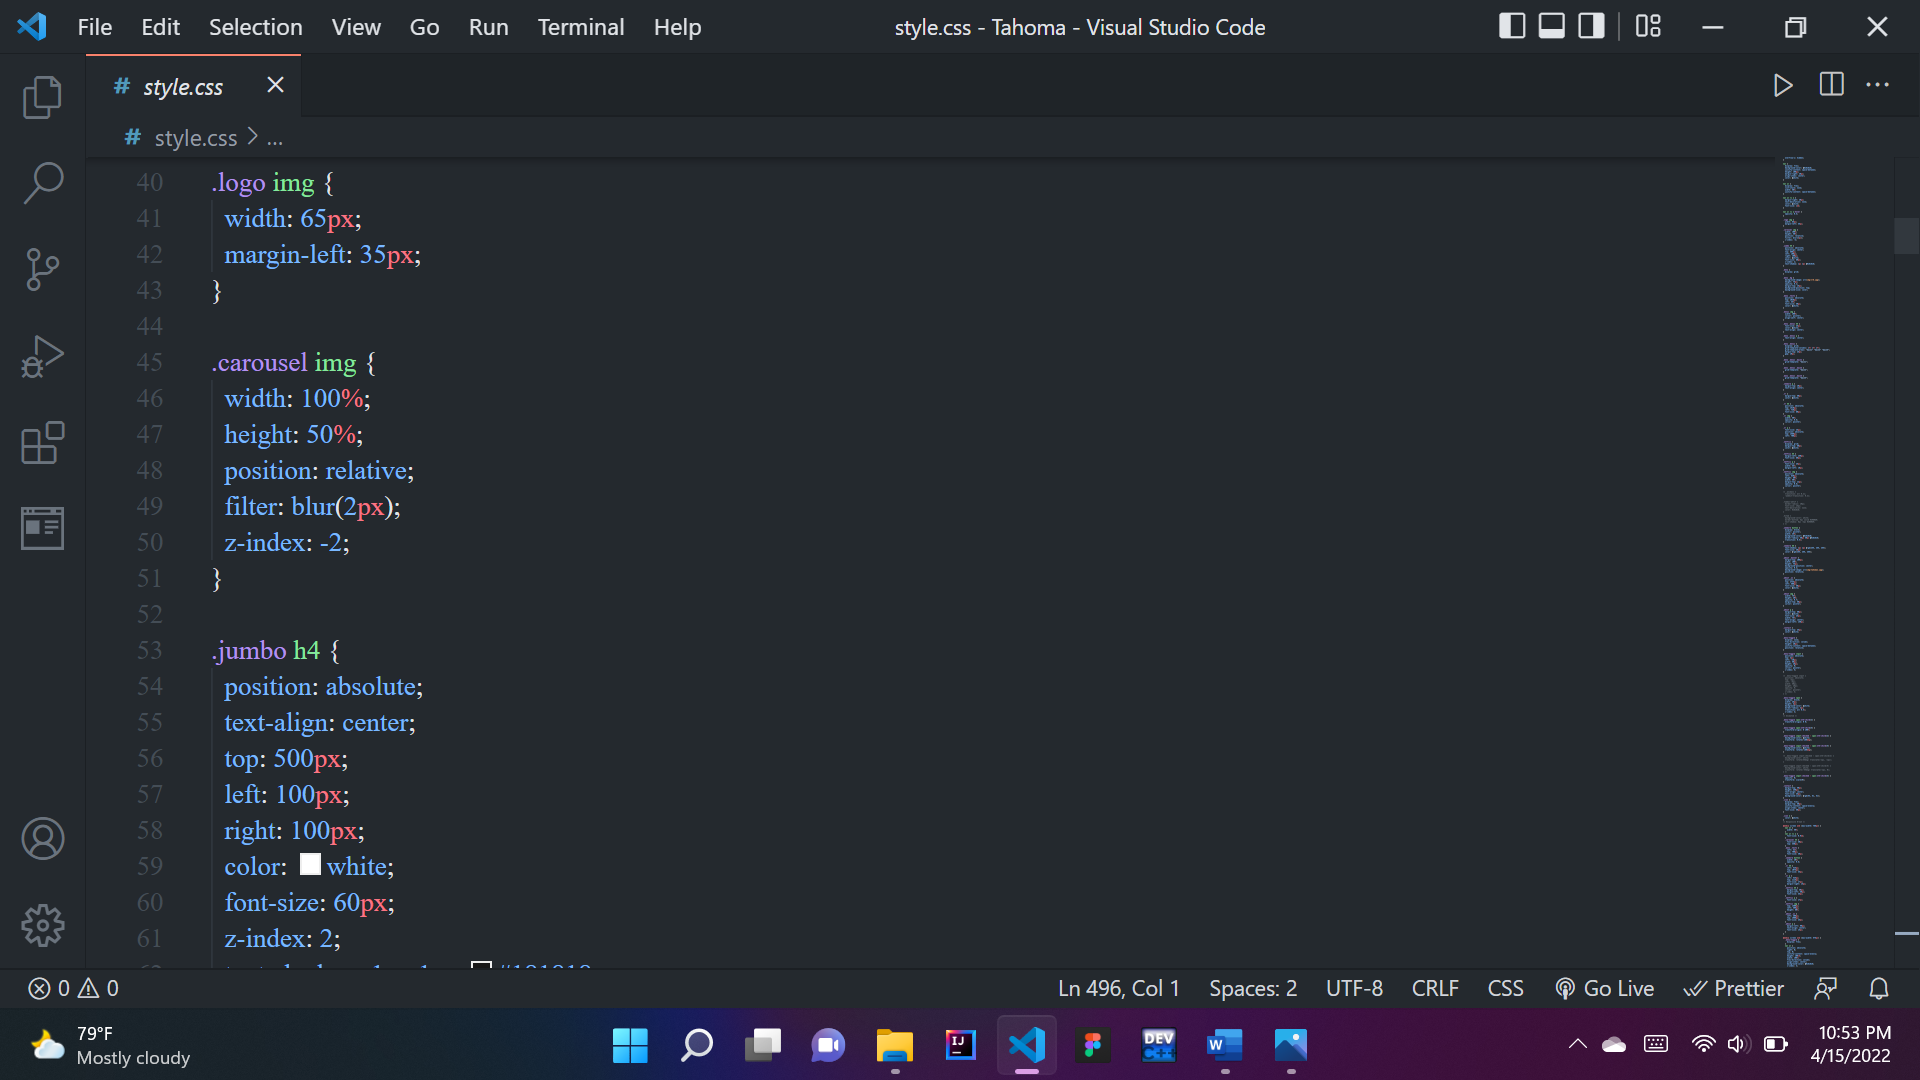 File Edit Selection View Go Run Terminal Help style.css - Tahoma - Visual Studio Code
# style.css
# style.css > ...
40 .logo img {
41 width: 65px;
42 margin-left: 35px;
43 }
44
45 .carousel img {
46 width: 100%;
47 height: 50%;
48 position: relative;
49 filter: blur(2px);
50 z-index: -2;
51 }
52
53 .jumbo h4 {
54 position: absolute;
55 text-align: center;
56 top: 500px;
57 left: 100px;
58 right: 100px;
59 color: white;
60 font-size: 60px;
61 z-index: 2;
0 0 Ln 496, Col 1 Spaces: 2 UTF-8 CRLF CSS Go Live Prettier
79°F
Mostly cloudy
IJ
DEV
C++
W
10:53 PM
4/15/2022